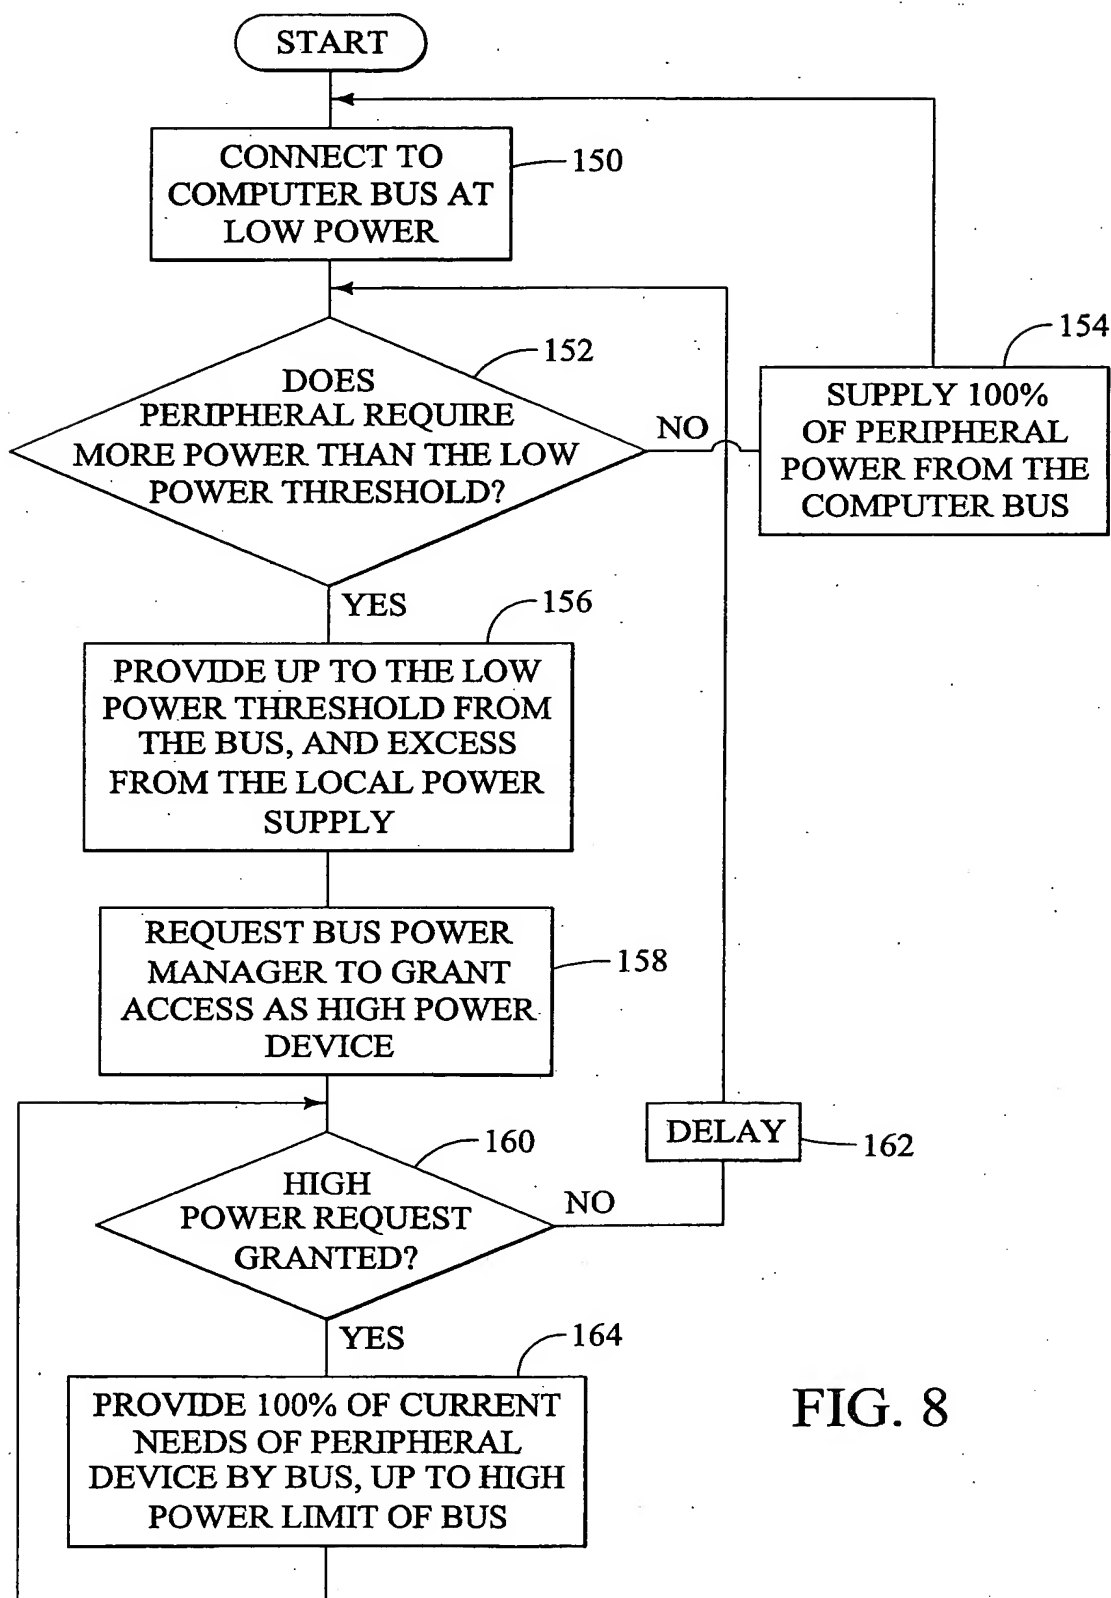 START
CONNECT TO
COMPUTER BUS AT
LOW POWER
150
152
DOES
PERIPHERAL REQUIRE
MORE POWER THAN THE LOW
POWER THRESHOLD?
NO
154
SUPPLY 100%
OF PERIPHERAL
POWER FROM THE
COMPUTER BUS
YES
156
PROVIDE UP TO THE LOW
POWER THRESHOLD FROM
THE BUS, AND EXCESS
FROM THE LOCAL POWER
SUPPLY
REQUEST BUS POWER
MANAGER TO GRANT
ACCESS AS HIGH POWER
DEVICE
158
160
HIGH
POWER REQUEST
GRANTED?
NO
DELAY
162
YES
164
PROVIDE 100% OF CURRENT
NEEDS OF PERIPHERAL
DEVICE BY BUS, UP TO HIGH
POWER LIMIT OF BUS
FIG. 8